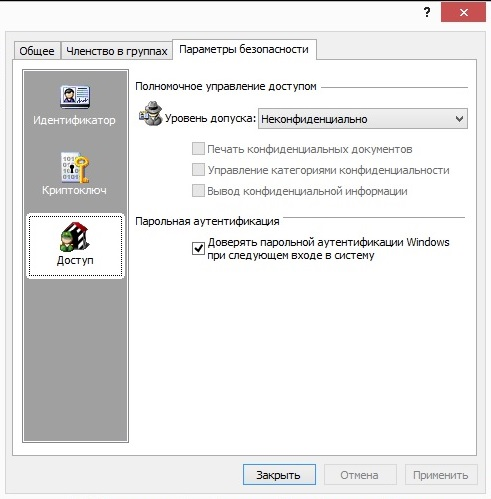 ?
Общее Членство в группах Параметры безопасности
Полномочное управление доступом
Идентификатор
Уровень допуска: Неконфиденциально
Печать конфиденциальных документов
Управление категориями конфиденциальности
Криптоключ
Вывод конфиденциальной информации
Парольная аутентификация
Доступ
Доверять парольной аутентификации Windows
при следующем входе в систему
Закрыть Отмена Применить